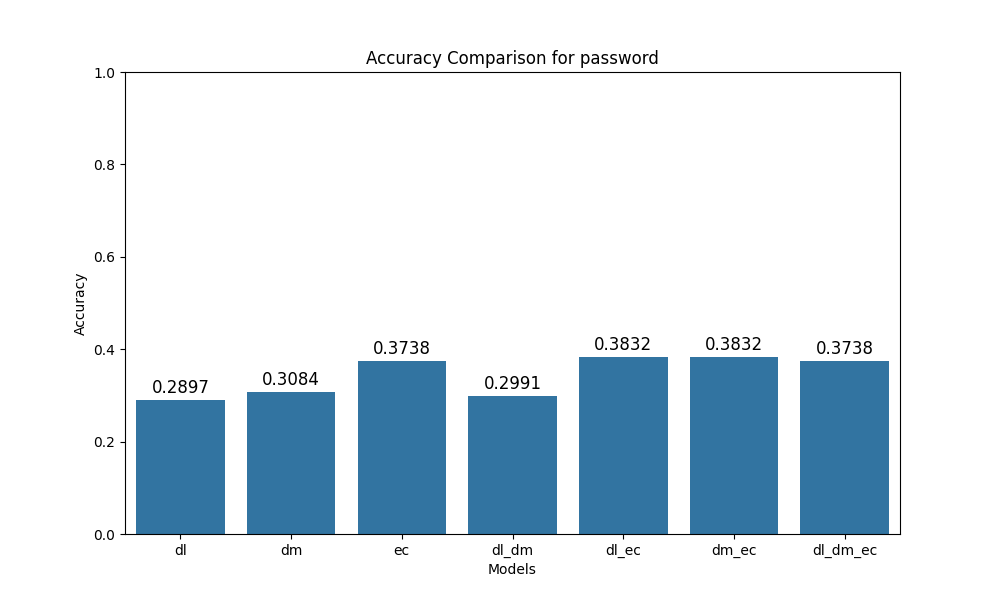 Accuracy Comparison for password
1.0
0.8
0.6
0.4
0.2
0.0
Accuracy
0.2897
0.3084
0.3738
0.2991
0.3832
0.3832
0.3738
dl
dm
ec
dl_dm
dl_ec
dm_ec
dl_dm_ec
Models